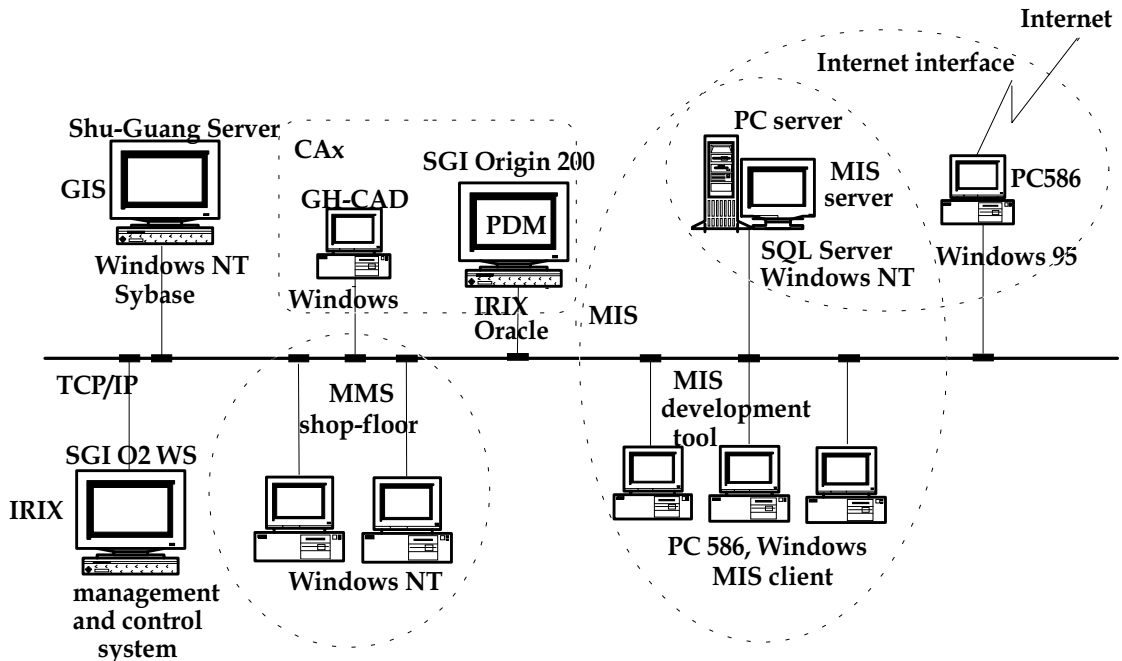 Internet
Internet interface
Shu-Guang Server
GIS
Windows NT
Sybase
CAx
GH-CAD
Windows
SGI Origin 200
PDM
IRIX
Oracle
PC server
MIS
server
SQL Server
Windows NT
PC586
Windows 95
MIS
TCP/IP
SGI O2 WS
IRIX
management
and control
system
MMS
shop-floor
Windows NT
MIS
development
tool
PC 586, Windows
MIS client